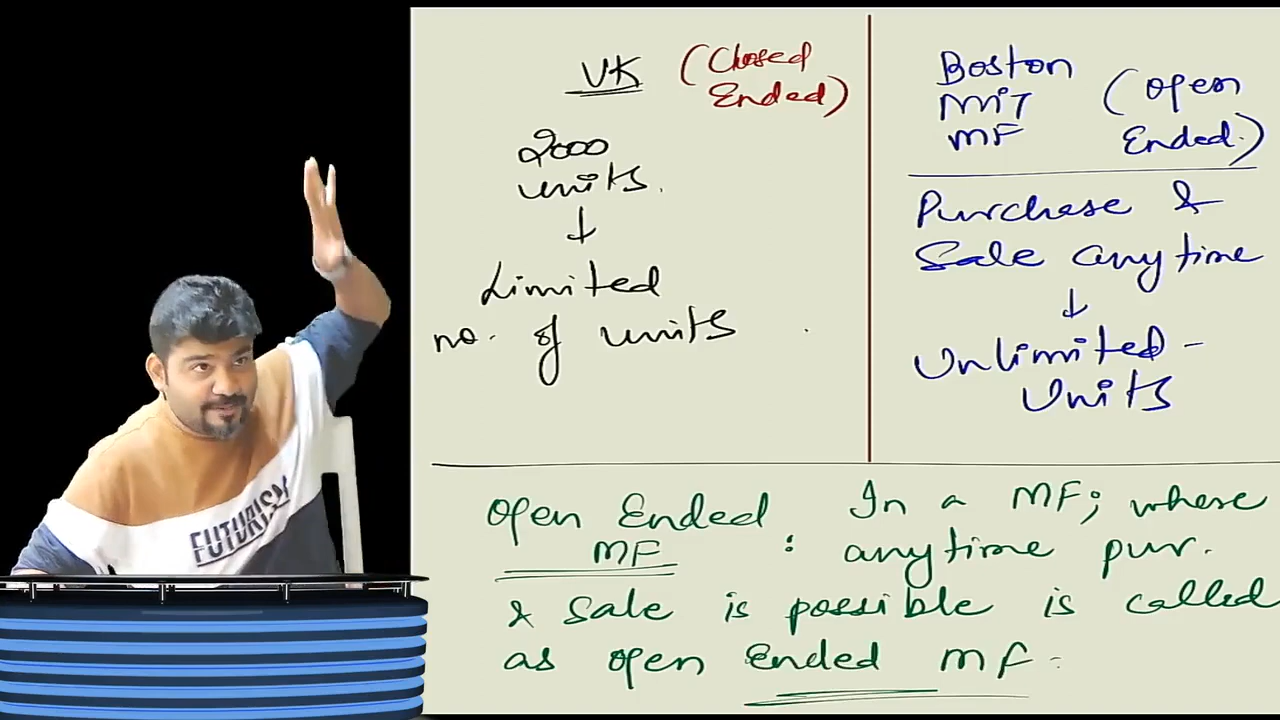 UK (Closed
Ended)
2000
units.
↓
Limited
no. of units
Boston
MIT
MF (Open
Ended.)
Purchase &
Sale anytime
↓
Unlimited -
Units
Open Ended
MF : In a MF; where
anytime pur.
& sale is possible is called
as open Ended MF -
FUTURISM